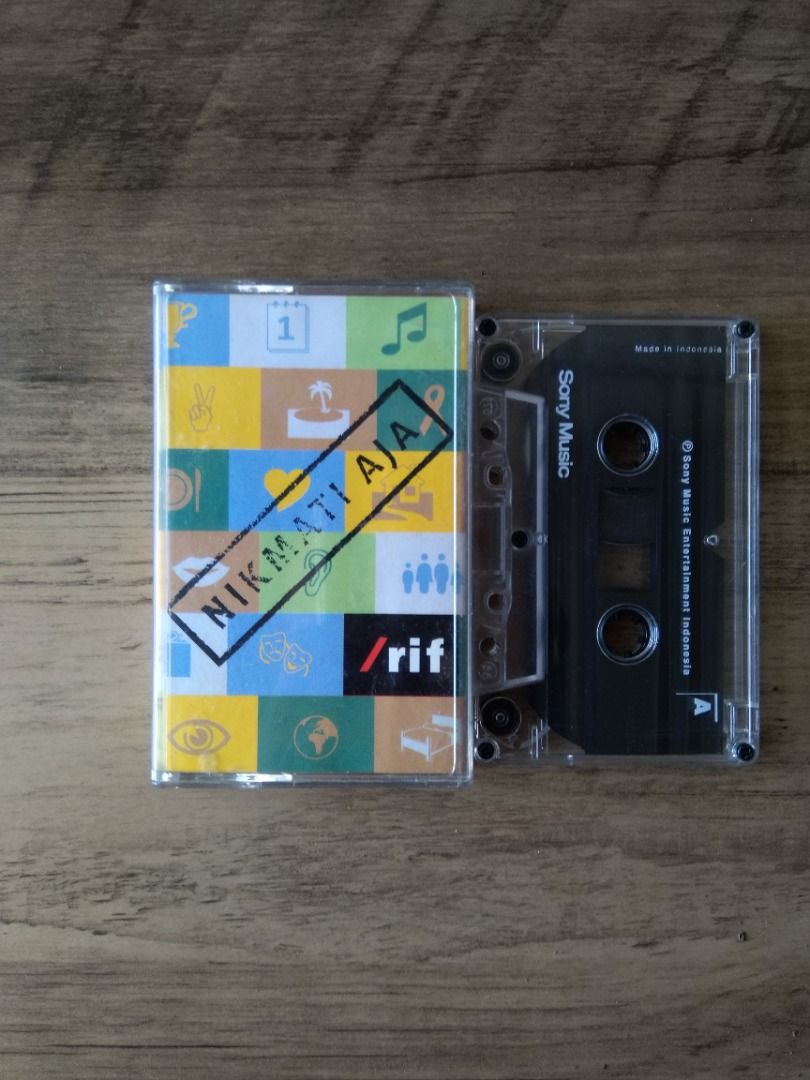 1
NIKMATI AJA
/rif
Made in Indonesia
Sony Music
℗ Sony Music Entertainment Indonesia
A